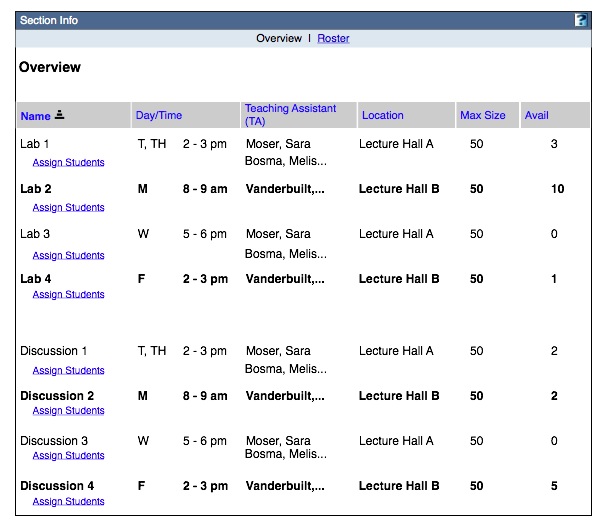 Section Info ?
Overview | Roster
Overview
Name Day/Time Teaching Assistant (TA) Location Max Size Avail
Lab 1 T, TH 2 - 3 pm Moser, Sara Lecture Hall A 50 3
Assign Students Bosma, Melis...
Lab 2 M 8 - 9 am Vanderbuilt,... Lecture Hall B 50 10
Assign Students
Lab 3 W 5 - 6 pm Moser, Sara Lecture Hall A 50 0
Assign Students Bosma, Melis...
Lab 4 F 2 - 3 pm Vanderbuilt,... Lecture Hall B 50 1
Assign Students
Discussion 1 T, TH 2 - 3 pm Moser, Sara Lecture Hall A 50 2
Assign Students Bosma, Melis...
Discussion 2 M 8 - 9 am Vanderbuilt,... Lecture Hall B 50 2
Assign Students
Discussion 3 W 5 - 6 pm Moser, Sara Lecture Hall A 50 0
Assign Students Bosma, Melis...
Discussion 4 F 2 - 3 pm Vanderbuilt,... Lecture Hall B 50 5
Assign Students